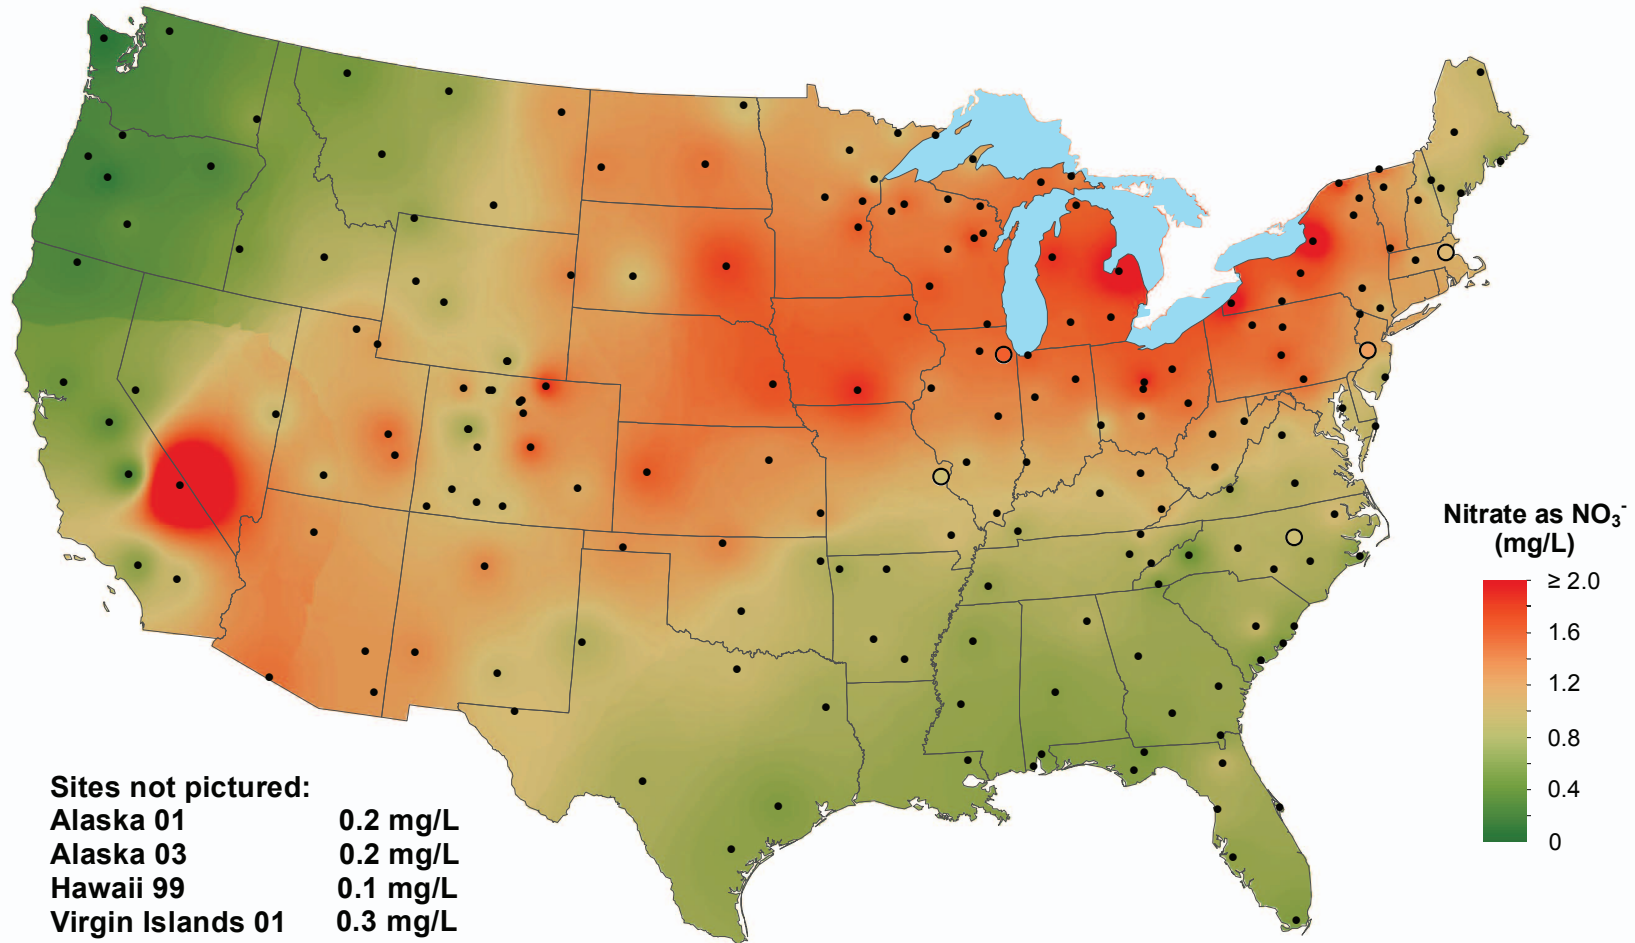 Nitrate as NO₃⁻
(mg/L)
≥ 2.0
1.6
1.2
0.8
0.4
0
Sites not pictured:
Alaska 01 0.2 mg/L
Alaska 03 0.2 mg/L
Hawaii 99 0.1 mg/L
Virgin Islands 01 0.3 mg/L